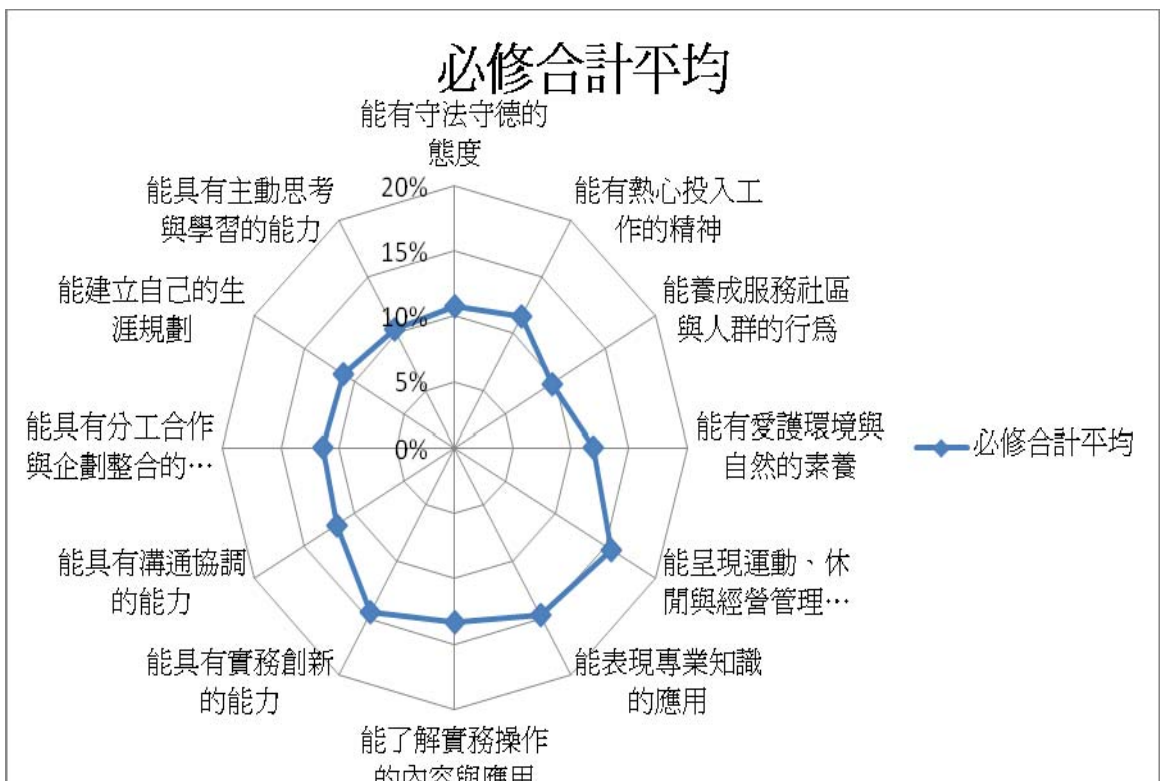 必修合計平均
能有守法守德的
態度
能有熱心投入工
作的精神
能養成服務社區
與人群的行為
能有愛護環境與
自然的素養
能呈現運動、休
閒與經營管理…
能表現專業知識
的應用
能了解實務操作
的內容與應用
能具有實務創新
的能力
能具有溝通協調
的能力
能具有分工合作
與企劃整合的…
能建立自己的生
涯規劃
能具有主動思考
與學習的能力
20%
15%
10%
5%
0%
必修合計平均